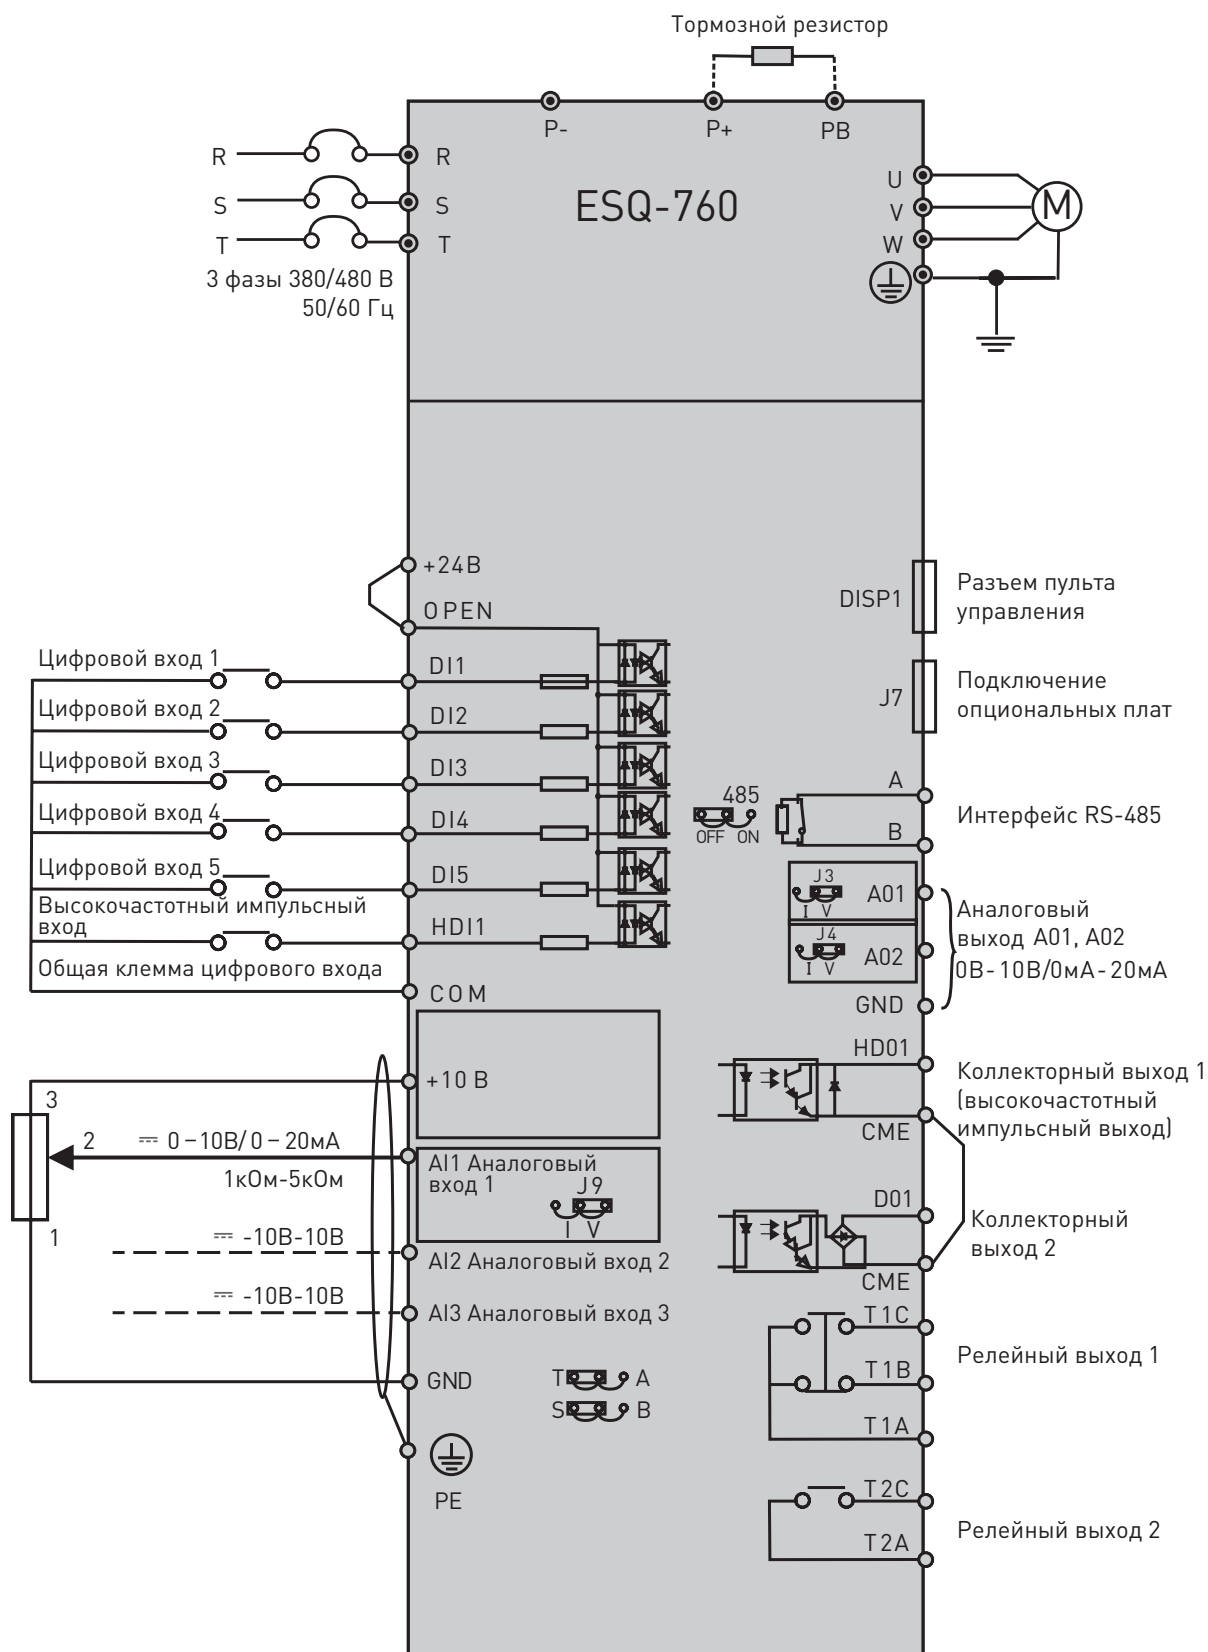 Тормозной резистор
P-
P+
PB
R
R
S
S
T
T
3 фазы 380/480 В
50/60 Гц
ESQ-760
U
V
W
M
+24В
OPEN
DISP1
Разъем пульта
управления
Цифровой вход 1
DI1
Цифровой вход 2
DI2
J7
Подключение
опциональных плат
Цифровой вход 3
DI3
Цифровой вход 4
DI4
485
OFF
ON
A
B
Интерфейс RS-485
Цифровой вход 5
DI5
Высокочастотный импульсный
вход
HDI1
Общая клемма цифрового входа
COM
J3
I
V
A01
J4
I
V
A02
GND
Аналоговый
выход A01, A02
0В-10В/0мА-20мА
+10 В
3
2
1
0–10В/0–20мА
1кОм-5кОм
AI1 Аналоговый
вход 1
J9
I
V
-10В-10В
AI2 Аналоговый вход 2
-10В-10В
AI3 Аналоговый вход 3
GND
T
A
S
B
PE
HD01
CME
Коллекторный выход 1
(высокочастотный
импульсный выход)
D01
CME
Коллекторный
выход 2
T1C
T1B
T1A
Релейный выход 1
T2C
T2A
Релейный выход 2